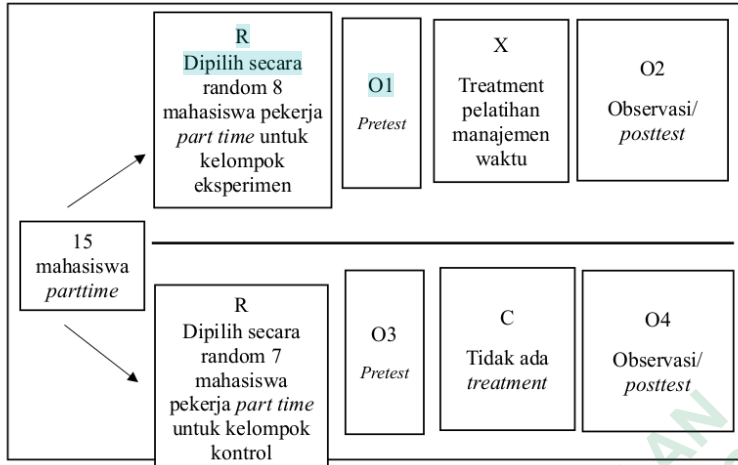 R
Dipilih secara
random 8
mahasiswa pekerja
part time untuk
kelompok
eksperimen
O1
Pretest
X
Treatment
pelatihan
manajemen
waktu
O2
Observasi/
posttest
15
mahasiswa
parttime
R
Dipilih secara
random 7
mahasiswa
pekerja part time
untuk kelompok
kontrol
O3
Pretest
C
Tidak ada
treatment
O4
Observasi/
posttest